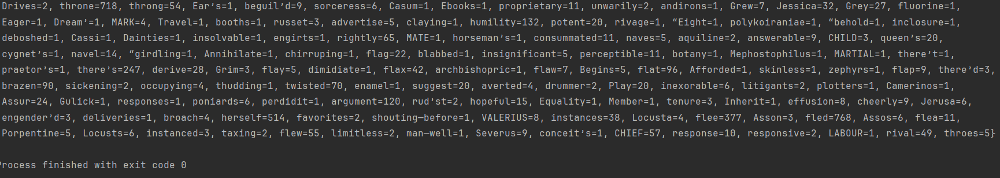 Drives=2, throne=718, throng=54, Ear’s=1, beguil’d=9, sorceress=6, Casum=1, Ebooks=1, proprietary=11, unwarily=2, andirons=1, Grew=7, Jessica=32, Grey=27, fluorine=1,
Eager=1, Dream’=1, MARK=4, Travel=1, booths=1, russet=3, advertise=5, claying=1, humility=132, potent=20, rivage=1, “Eight=1, polykoiraniae=1, “behold=1, inclosure=1,
deboshed=1, Cassi=1, Dainties=1, insolvable=1, engirts=1, rightly=65, MATE=1, horseman’s=1, consummated=11, naves=5, aquiline=2, answerable=9, CHILD=3, queen’s=20,
cygnet’s=1, navel=14, “girdling=1, Annihilate=1, chirruping=1, flag=22, blabbed=1, insignificant=5, perceptible=11, botany=1, Mephostophilus=1, MARTIAL=1, there’t=1,
praetor’s=1, there’s=247, derive=28, Grim=3, flay=5, dimidiate=1, flax=42, archbishopric=1, flaw=7, Begins=5, flat=96, Afforded=1, skinless=1, zephyrs=1, flap=9, there’d=3,
brazen=90, sickening=2, occupying=4, thudding=1, twisted=70, enamel=1, suggest=20, averted=4, drummer=2, Play=20, inexorable=6, litigants=2, plotters=1, Camerinos=1,
Assur=24, Gulick=1, responses=1, poniards=6, perdidit=1, argument=120, rud’st=2, hopeful=15, Equality=1, Member=1, tenure=3, Inherit=1, effusion=8, cheerly=9, Jerusa=6,
engender’d=3, deliveries=1, broach=4, herself=514, favorites=2, shouting—before=1, VALERIUS=8, instances=38, Locusta=4, flee=377, Asson=3, fled=768, Assos=6, flea=11,
Porpentine=5, Locusts=6, instanced=3, taxing=2, flew=55, limitless=2, man—well=1, Severus=9, conceit’s=1, CHIEF=57, response=10, responsive=2, LABOUR=1, rival=49, throes=5}
Process finished with exit code 0